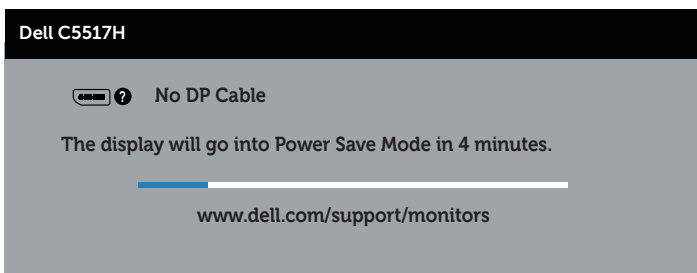 Dell C5517H
? No DP Cable
The display will go into Power Save Mode in 4 minutes.
www.dell.com/support/monitors